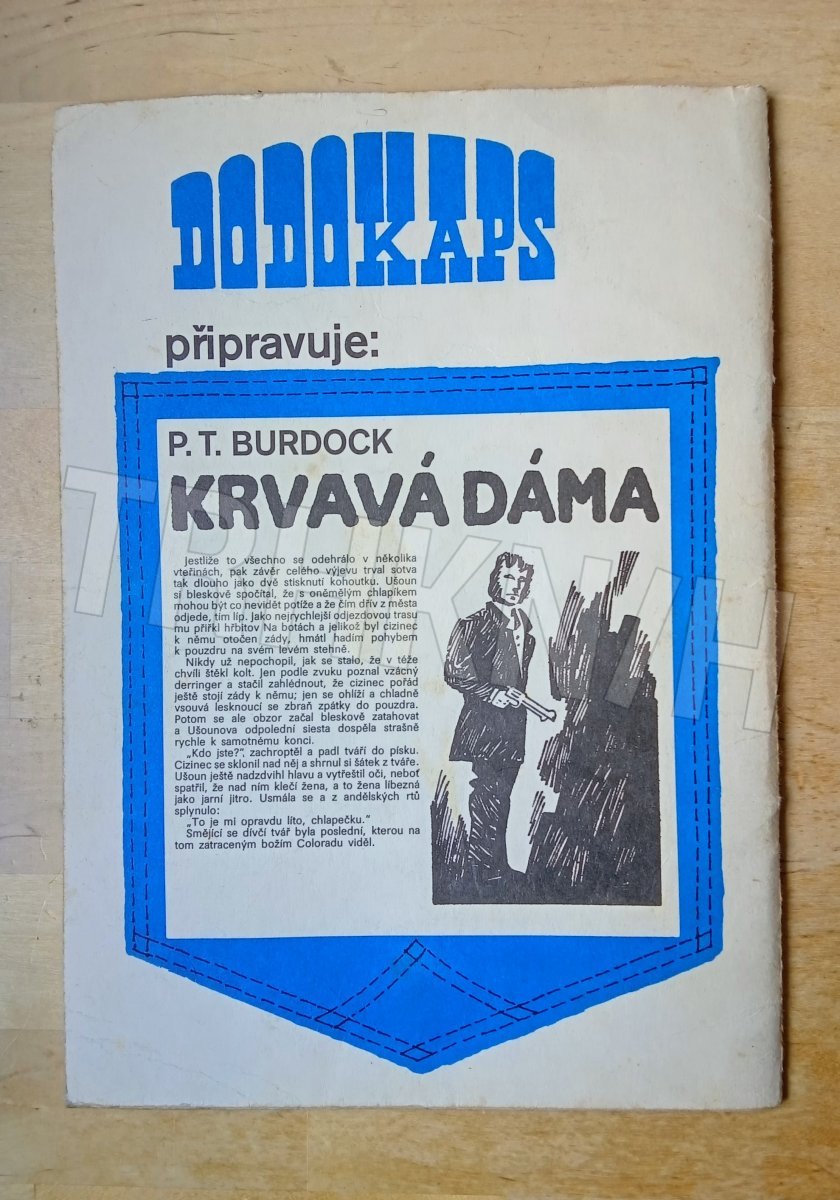 DODOKAPS
připravuje:
P. T. BURDOCK
KRVAVÁ DÁMA
Jestliže to všechno se odehrálo v několika
vteřinách, pak závěr celého výjevu trval sotva
tak dlouho jako dvě stisknutí kohoutku. Ušoun
si bleskově spočítal, že s oněmělým chlapíkem
mohou být co nevidět potíže a že čím dřív z města
odjede, tím líp. Jako nejrychlejší odjezdovou trasu
mu přiřkl hřbitov Na botách a jelikož byl cizinec
k němu otočen zády, hmátl hadím pohybem
k pouzdru na svém levém stehně.
Nikdy už nepochopil, jak se stalo, že v téže
chvíli štěkl kolt. Jen podle zvuku poznal vzácný
derringer a stačil zahlédnout, že cizinec pořád
ještě stojí zády k němu; jen se ohlíží a chladně
vsouvá lesknoucí se zbraň zpátky do pouzdra.
Potom se ale obzor začal bleskově zatahovat
a Ušounova odpolední siesta dospěla strašně
rychle k samotnému konci.
„Kdo jste?”, zachroptěl a padl tváří do písku.
Cizinec se sklonil nad něj a shrnul si šátek z tváře.
Ušoun ještě nadzdvihl hlavu a vytřeštil oči, neboť
spatřil, že nad ním klečí žena, a to žena líbezná
jako jarní jitro. Usmála se a z andělských rtů
splynulo:
„To je mi opravdu líto, chlapečku.”
Smějící se dívčí tvář byla poslední, kterou na
tom zatraceným božím Coloradu viděl.